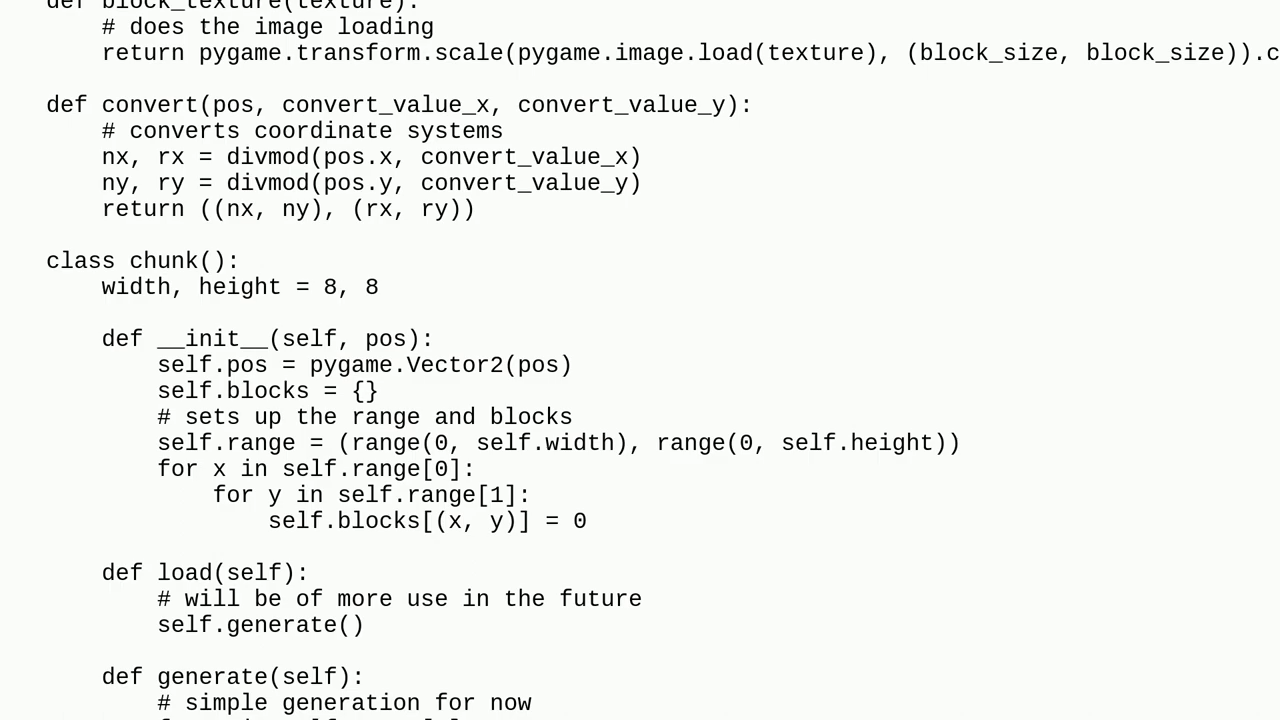 def block_texture(texture):
    # does the image loading
    return pygame.transform.scale(pygame.image.load(texture), (block_size, block_size)).c

def convert(pos, convert_value_x, convert_value_y):
    # converts coordinate systems
    nx, rx = divmod(pos.x, convert_value_x)
    ny, ry = divmod(pos.y, convert_value_y)
    return ((nx, ny), (rx, ry))

class chunk():
    width, height = 8, 8

    def __init__(self, pos):
        self.pos = pygame.Vector2(pos)
        self.blocks = {}
        # sets up the range and blocks
        self.range = (range(0, self.width), range(0, self.height))
        for x in self.range[0]:
            for y in self.range[1]:
                self.blocks[(x, y)] = 0

    def load(self):
        # will be of more use in the future
        self.generate()

    def generate(self):
        # simple generation for now